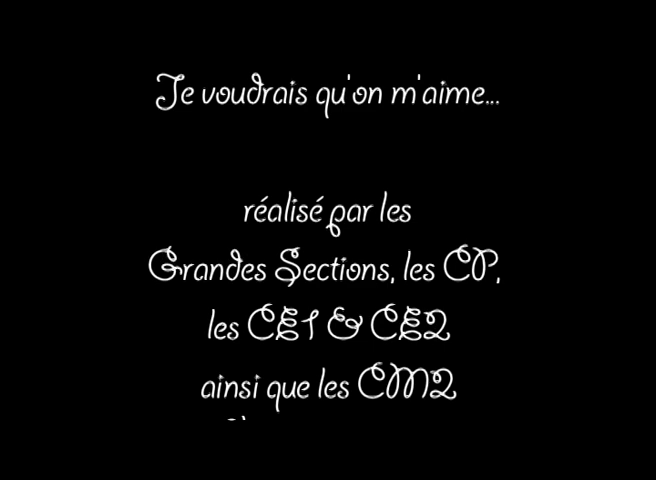 Je voudrais qu'on m'aime...
réalisé par les
Grandes Sections, les CP,
les CE1 & CE2
ainsi que les CM2